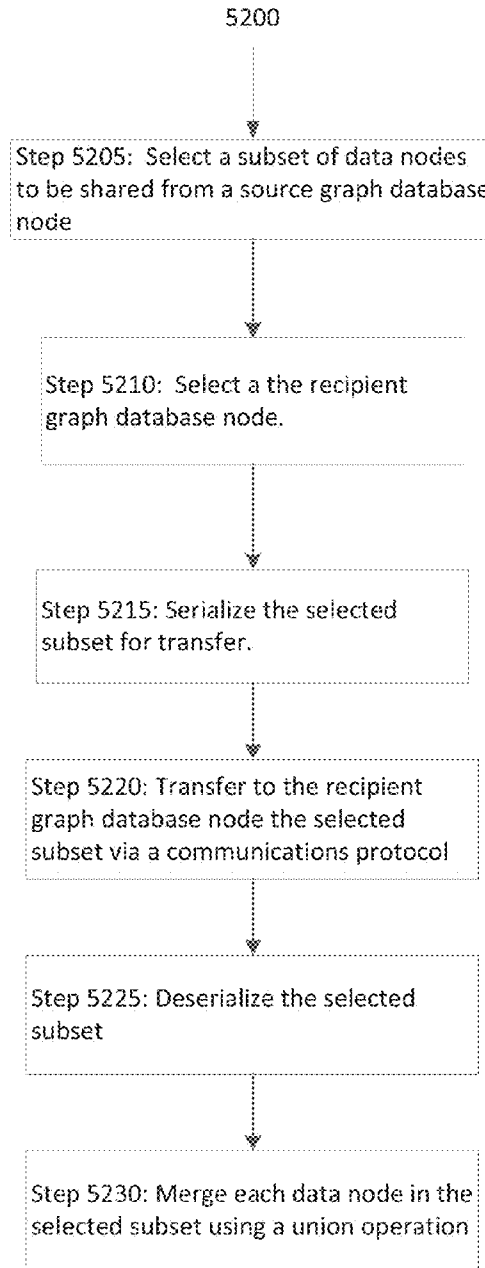 5200
Step 5205: Select a subset of data nodes
to be shared from a source graph database
node
Step 5210: Select a the recipient
graph database node.
Step 5215: Serialize the selected
subset for transfer.
Step 5220: Transfer to the recipient
graph database node the selected
subset via a communications protocol
Step 5225: Deserialize the selected
subset
Step 5230: Merge each data node in the
selected subset using a union operation